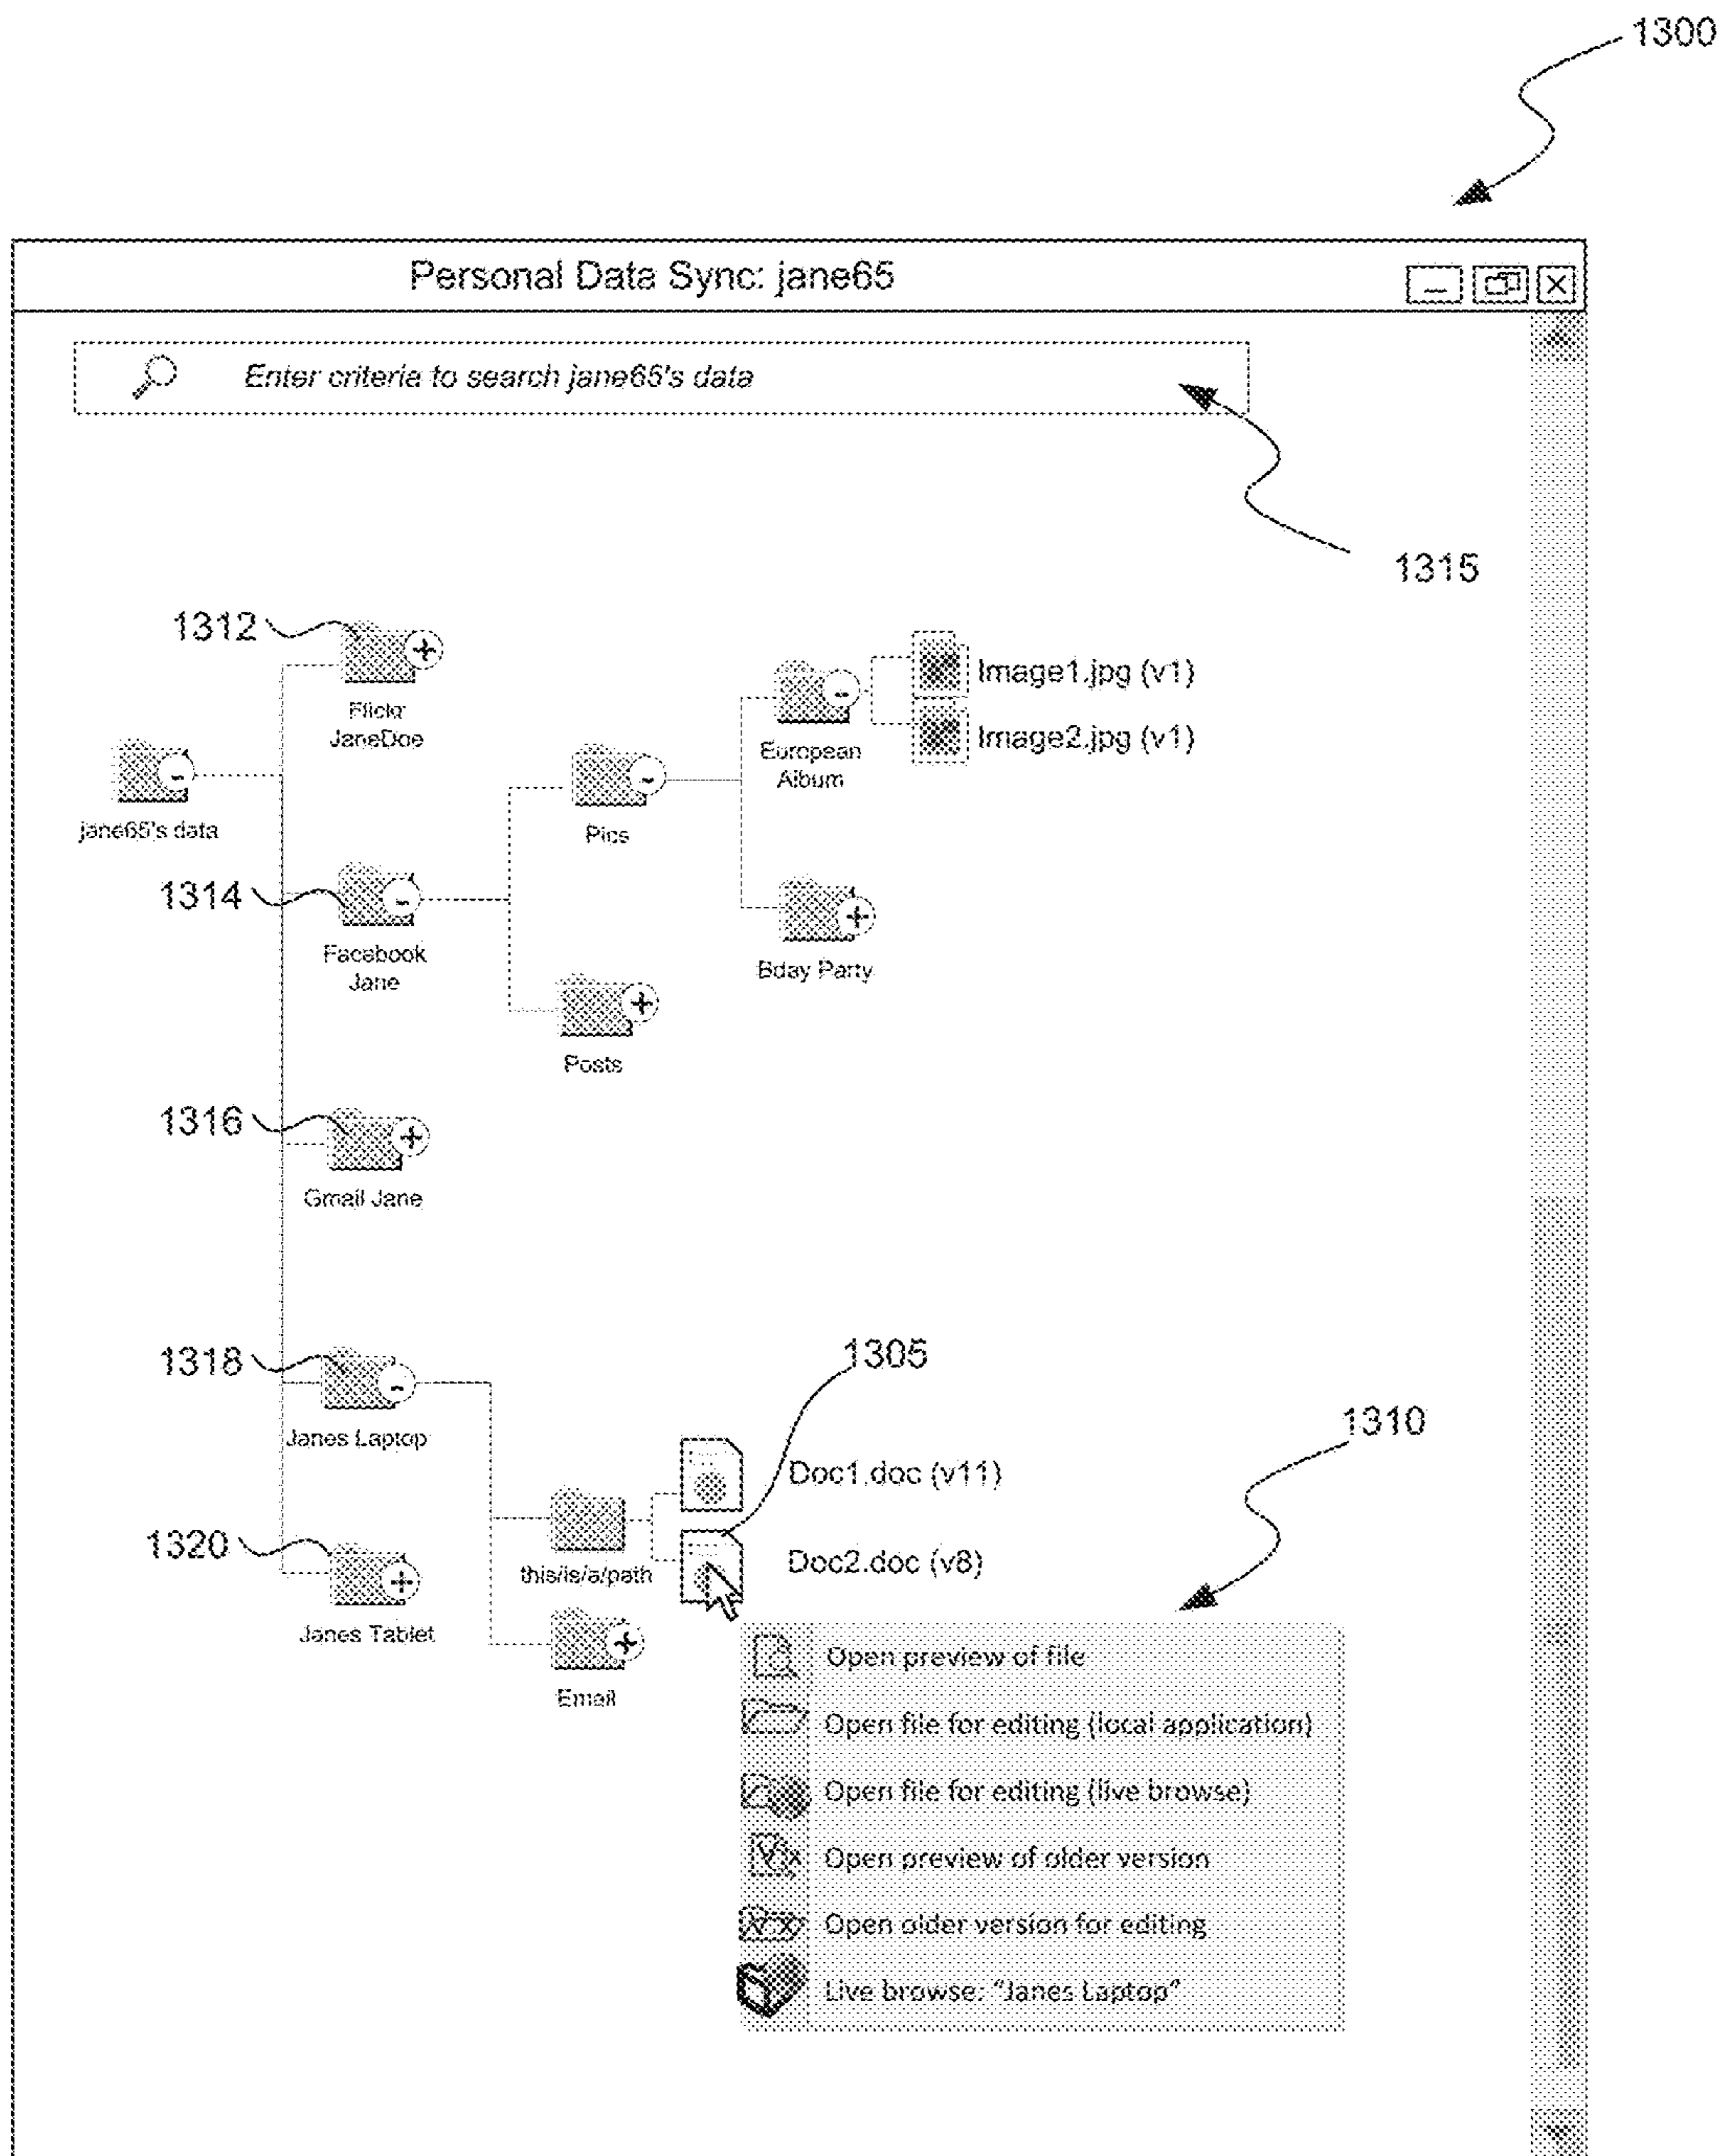 1300
Personal Data Sync: jane65
Enter criteria to search jane65's data
1315
1312
Flickr
JaneDoe
jane65's data
1314
Facebook
Jane
Pics
Posts
European
Album
Image1.jpg (v1)
Image2.jpg (v1)
Bday Party
1316
Gmail Jane
1318
Janes Laptop
1305
1310
Doc1.doc (v11)
Doc2.doc (v8)
this/is/a/path
1320
Janes Tablet
Email
Open preview of file
Open file for editing (local application)
Open file for editing (live browse)
Open preview of older version
Open older version for editing
Live browse: "Janes Laptop"